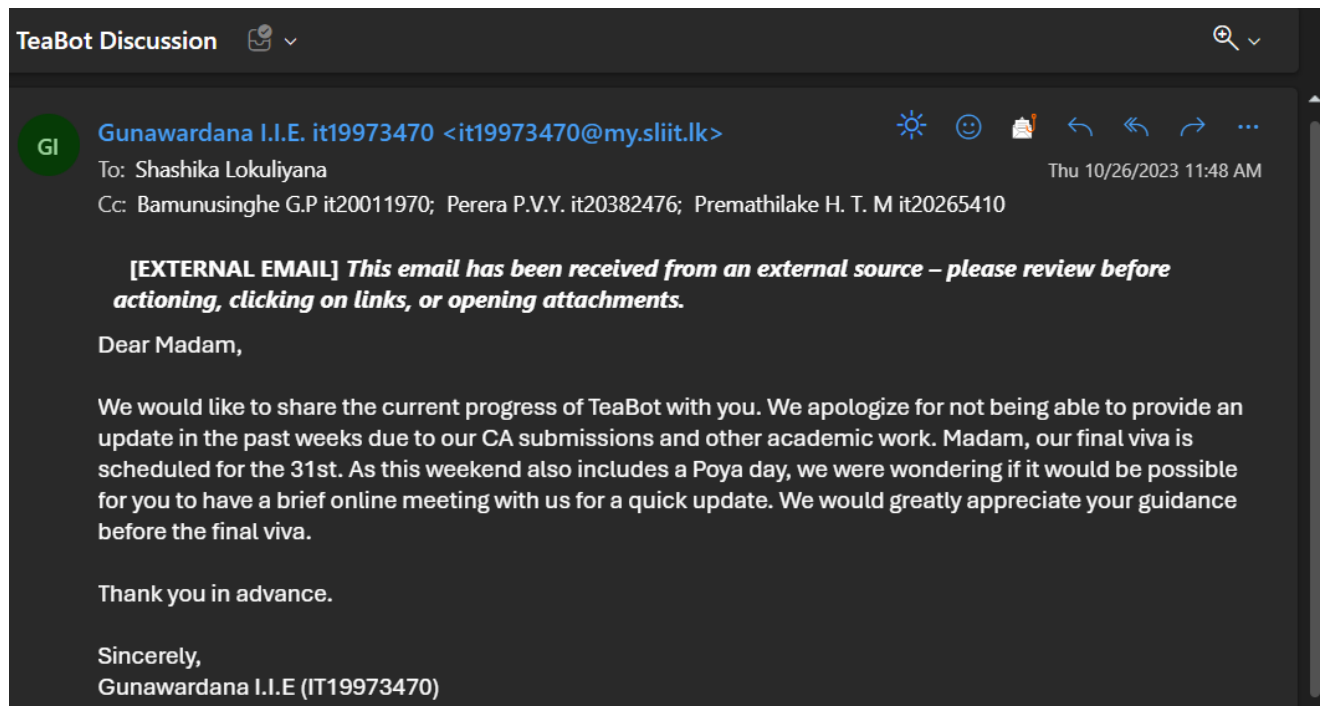 TeaBot Discussion
GI
Gunawardana I.I.E. it19973470 <it19973470@my.sliit.lk>
To: Shashika Lokuliyana
Thu 10/26/2023 11:48 AM
Cc: Bamunusinghe G.P it20011970; Perera P.V.Y. it20382476; Premathilake H. T. M it20265410
[EXTERNAL EMAIL] This email has been received from an external source – please review before
actioning, clicking on links, or opening attachments.
Dear Madam,
We would like to share the current progress of TeaBot with you. We apologize for not being able to provide an
update in the past weeks due to our CA submissions and other academic work. Madam, our final viva is
scheduled for the 31st. As this weekend also includes a Poya day, we were wondering if it would be possible
for you to have a brief online meeting with us for a quick update. We would greatly appreciate your guidance
before the final viva.
Thank you in advance.
Sincerely,
Gunawardana I.I.E (IT19973470)